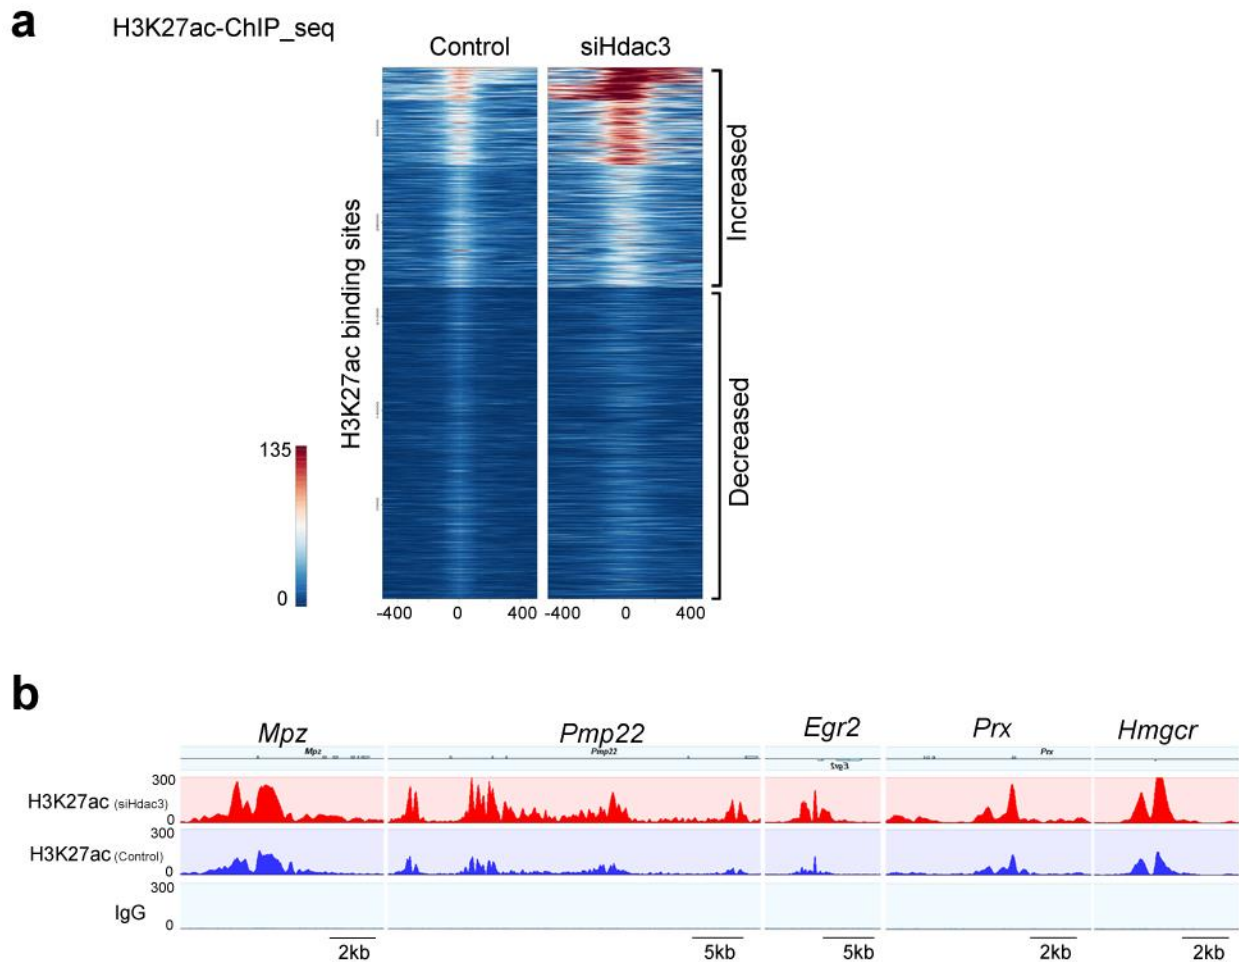 a
H3K27ac-ChIP_seq
Control
siHdac3
H3K27ac binding sites
Increased
Decreased
135
0
-400 0 400
-400 0 400
b
Mpz
Pmp22
Egr2
Prx
Hmgcr
Mpz
Pmp22
Egr2
Prx
H3K27ac (siHdac3)
300
0
H3K27ac (Control)
300
0
IgG
300
0
2kb
5kb
5kb
2kb
2kb